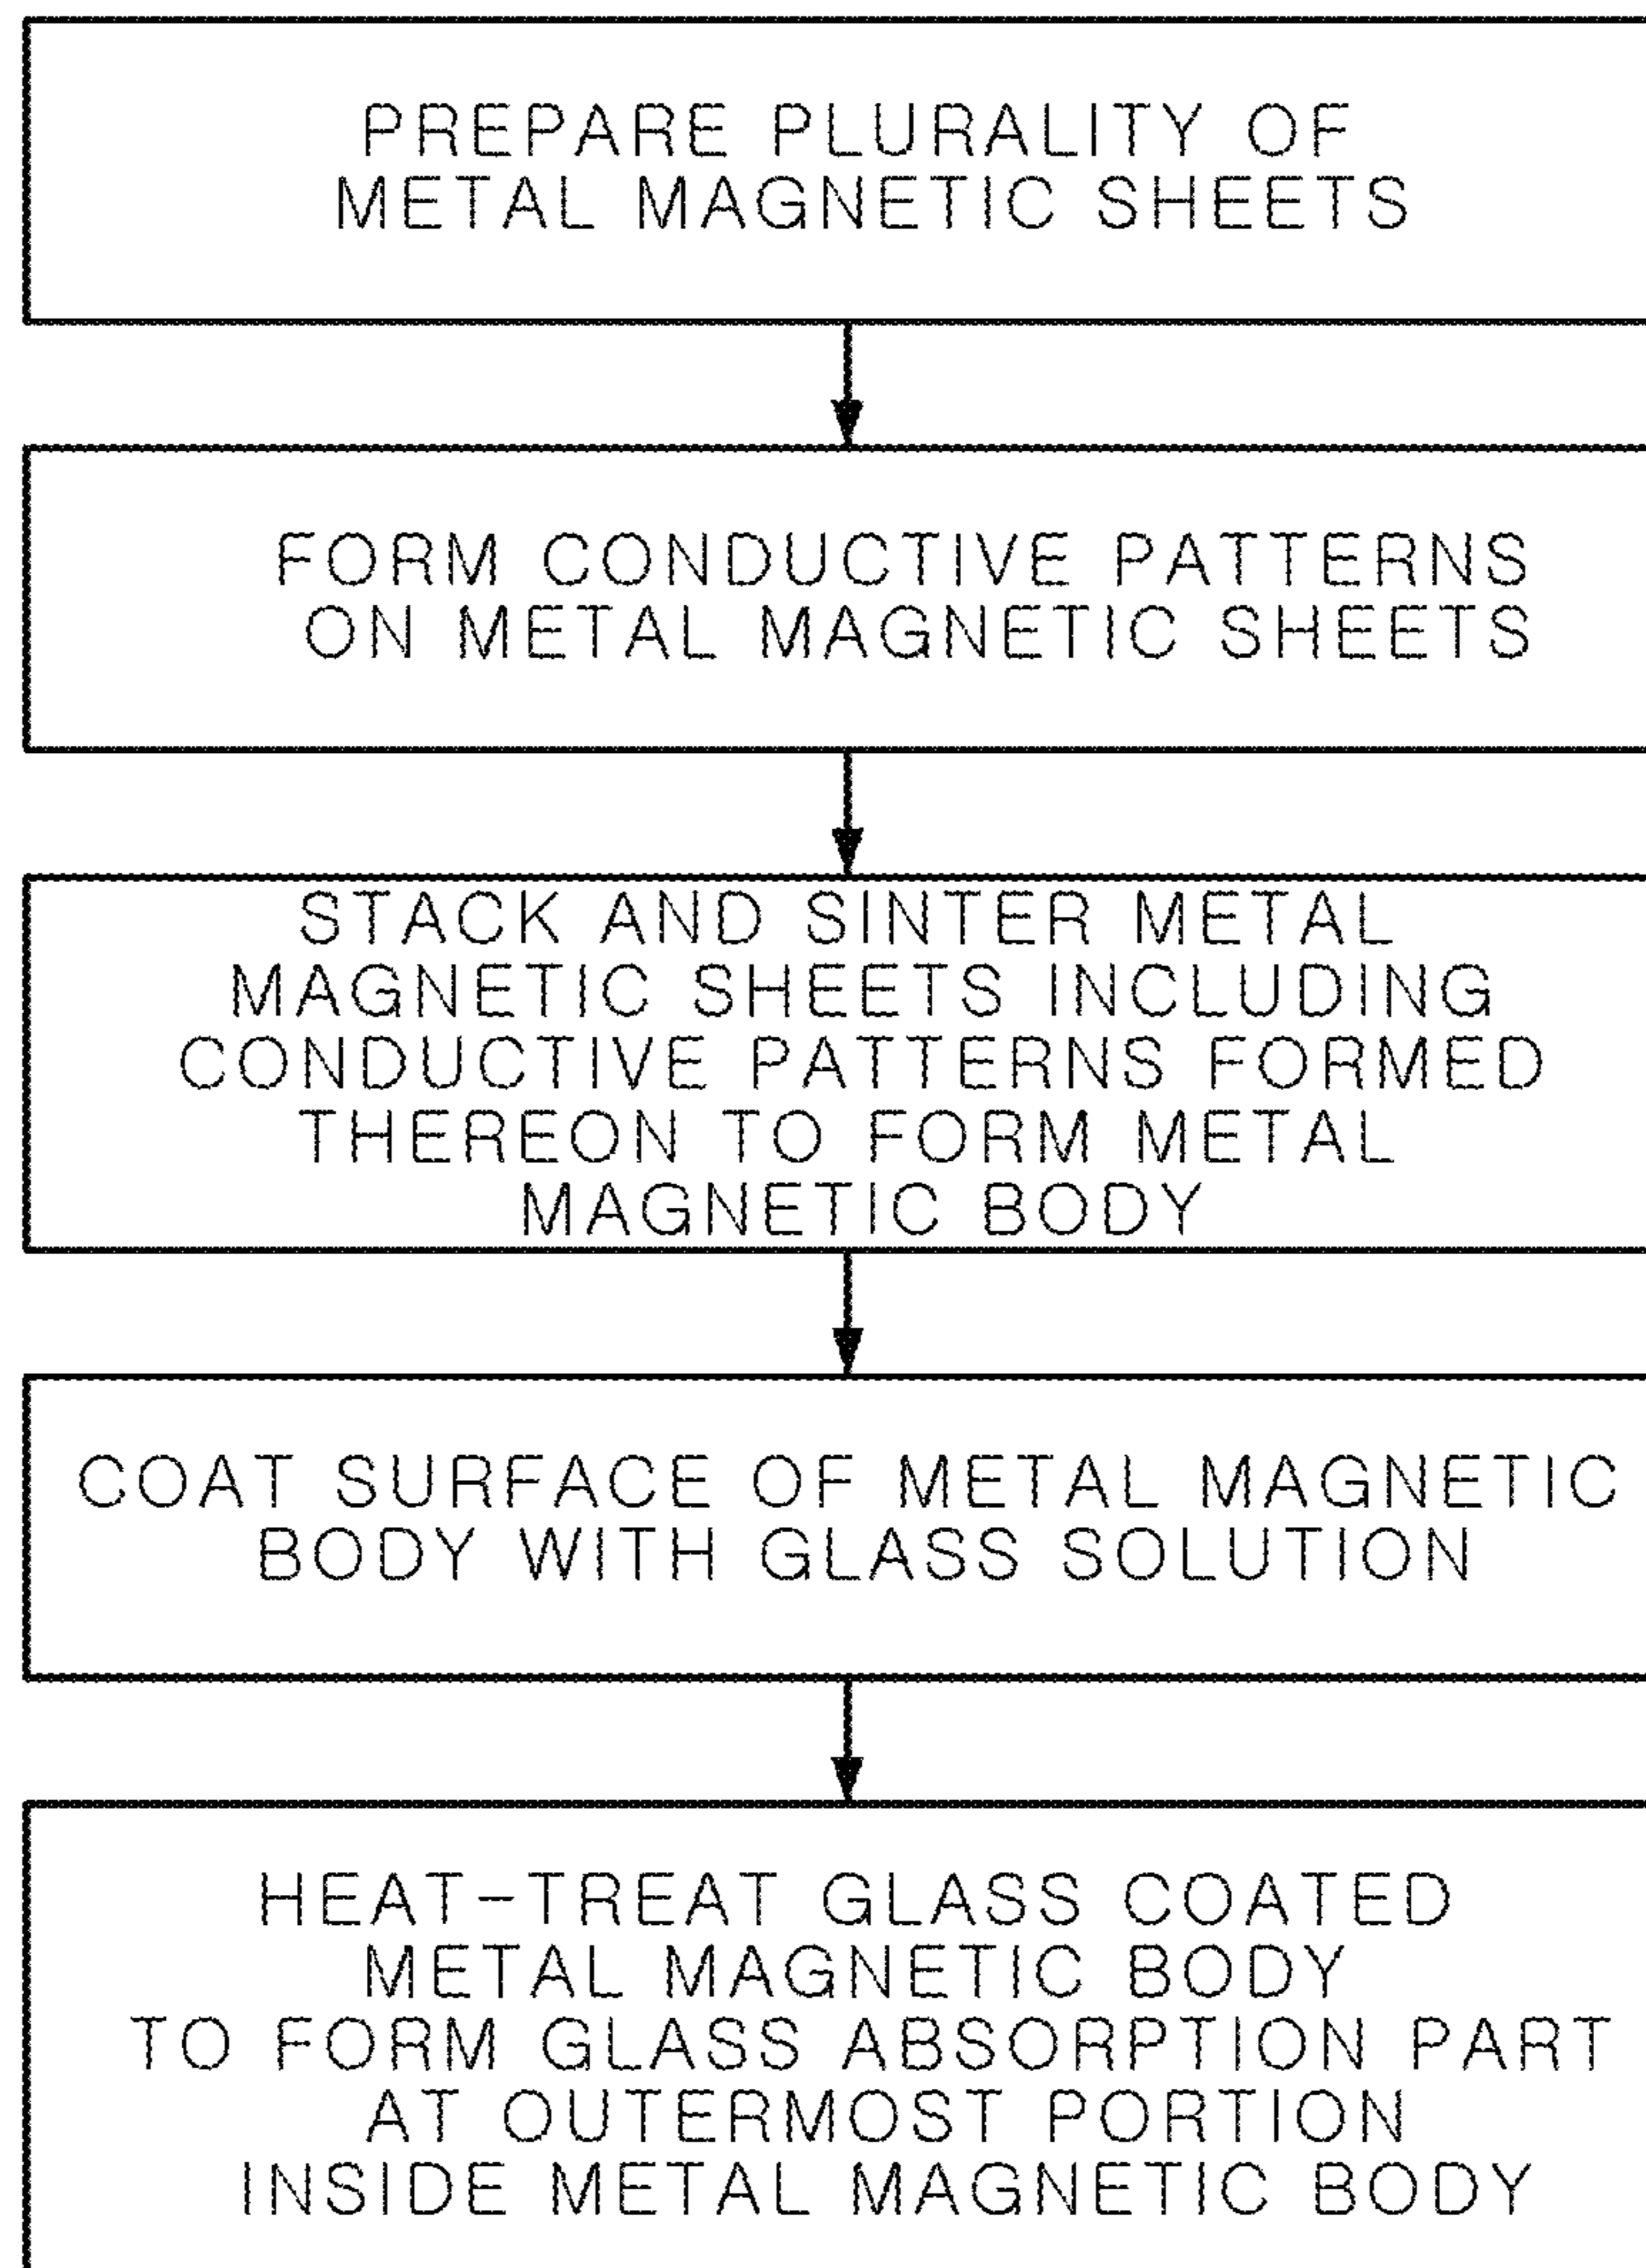 PREPARE PLURALITY OF
METAL MAGNETIC SHEETS
FORM CONDUCTIVE PATTERNS
ON METAL MAGNETIC SHEETS
STACK AND SINTER METAL
MAGNETIC SHEETS INCLUDING
CONDUCTIVE PATTERNS FORMED
THEREON TO FORM METAL
MAGNETIC BODY
COAT SURFACE OF METAL MAGNETIC
BODY WITH GLASS SOLUTION
HEAT-TREAT GLASS COATED
METAL MAGNETIC BODY
TO FORM GLASS ABSORPTION PART
AT OUTERMOST PORTION
INSIDE METAL MAGNETIC BODY